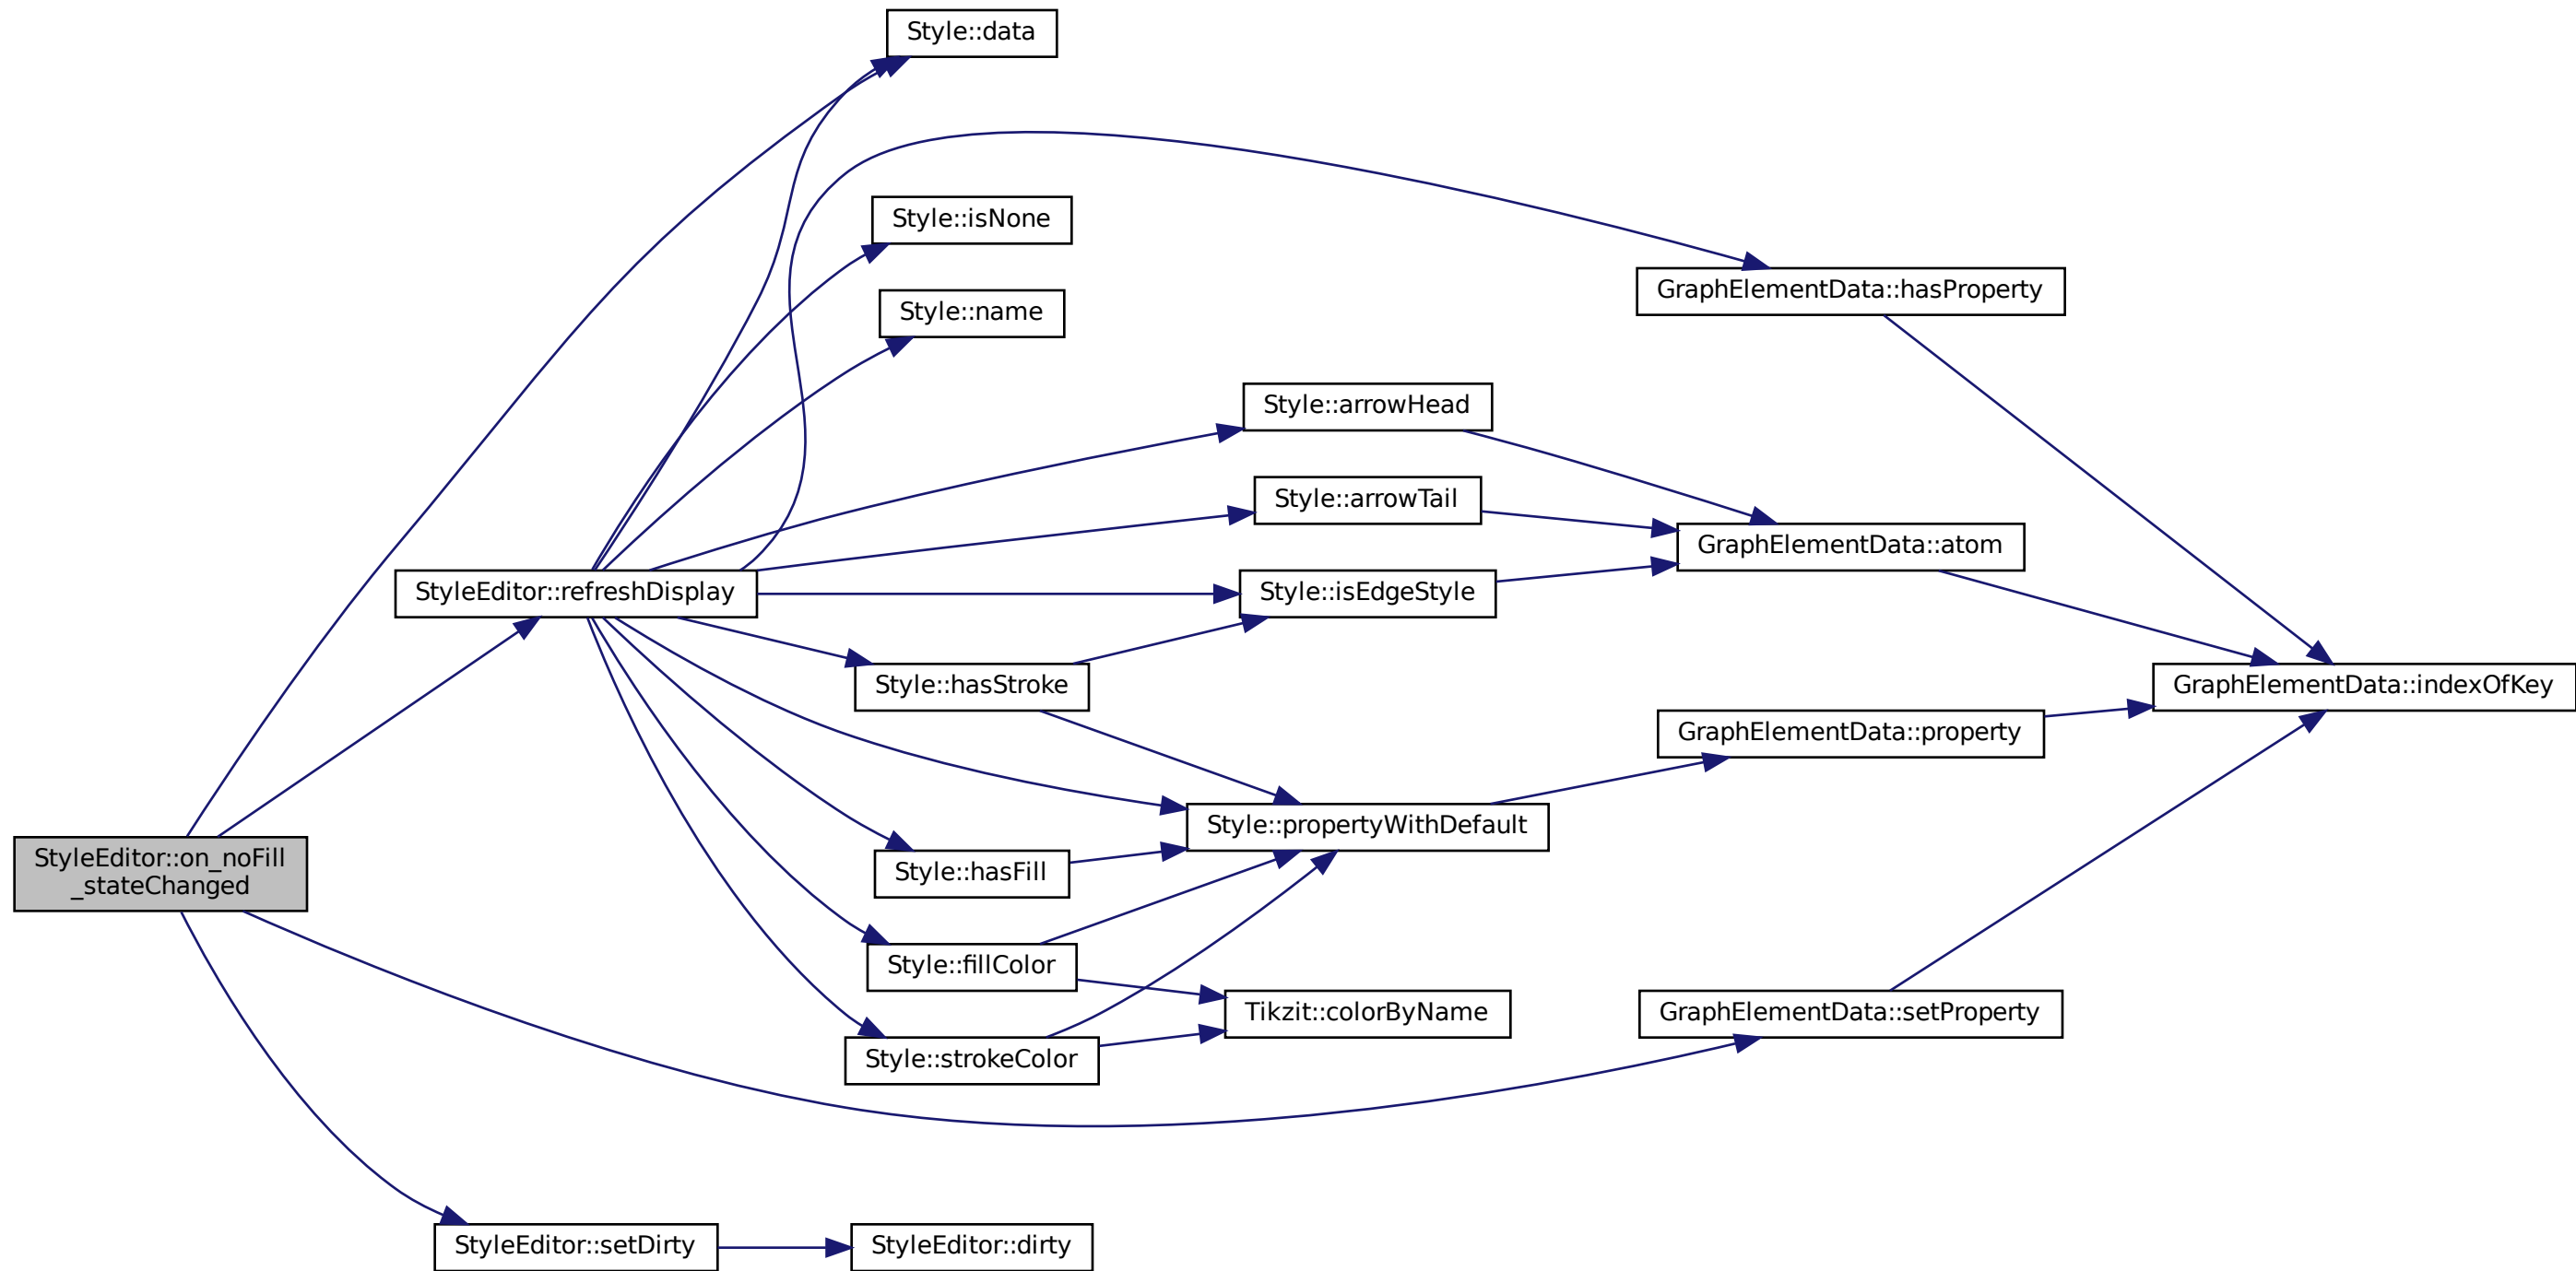 Style::data
Style::isNone
GraphElementData::hasProperty
Style::name
Style::arrowHead
Style::arrowTail
GraphElementData::atom
StyleEditor::refreshDisplay
Style::isEdgeStyle
Style::hasStroke
GraphElementData::indexOfKey
GraphElementData::property
Style::propertyWithDefault
StyleEditor::on_noFill
_stateChanged
Style::hasFill
Style::fillColor
Tikzit::colorByName
GraphElementData::setProperty
Style::strokeColor
StyleEditor::setDirty
StyleEditor::dirty